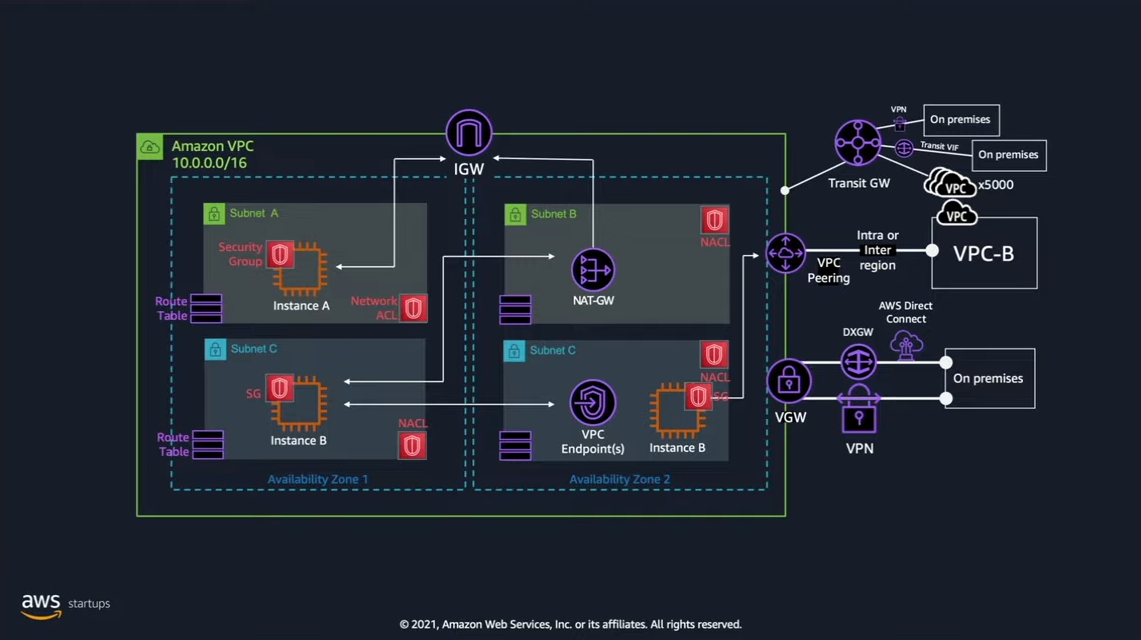 Amazon VPC
10.0.0.0/16
IGW
VPN
On premises
Transit VIF
On premises
Transit GW
VPC
x5000
VPC
Subnet A
Security
Group
Instance A
Route
Table
Network
ACL
Subnet B
NACL
NAT-GW
Intra or
Inter
region
VPC
Peering
VPC-B
Subnet C
SG
Instance B
NACL
Route
Table
Subnet C
NACL
SG
VPC
Endpoint(s)
Instance B
AWS Direct
Connect
DXGW
On premises
VGW
VPN
Availability Zone 1
Availability Zone 2
aws startups
© 2021, Amazon Web Services, Inc. or its affiliates. All rights reserved.